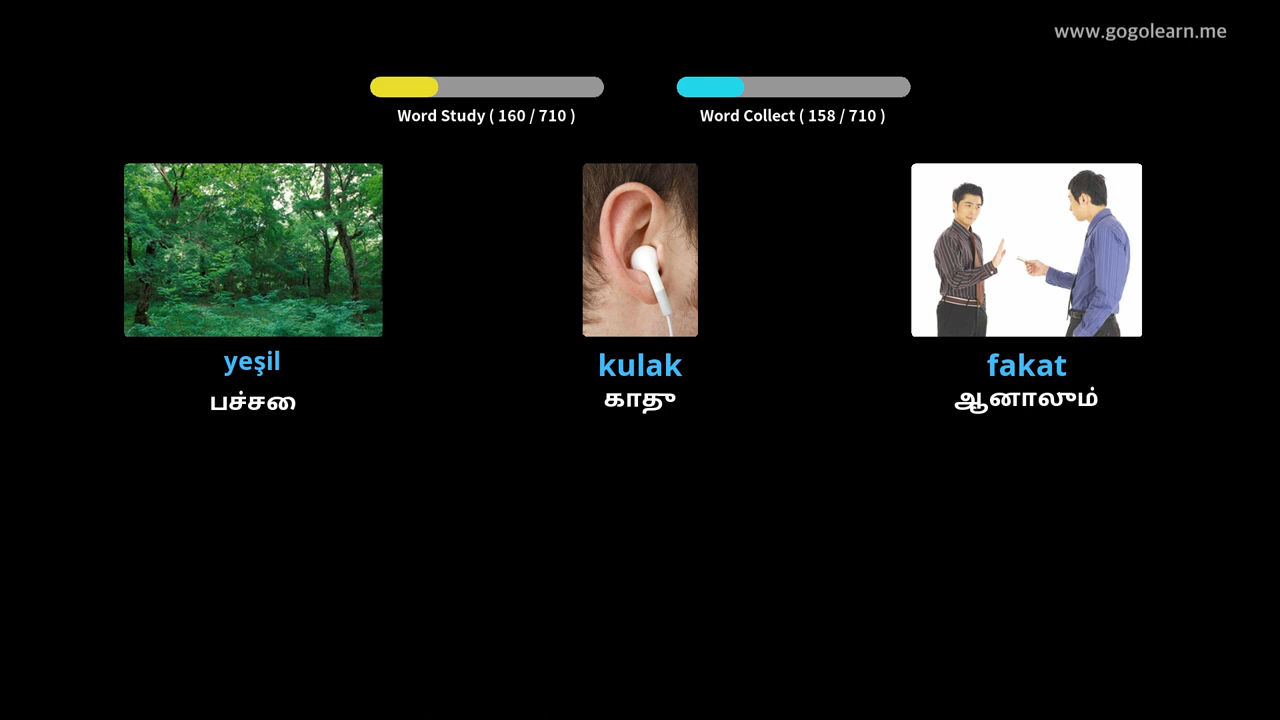 www.gogolearn.me
Word Study ( 160 / 710 )
Word Collect ( 158 / 710 )
yeşil
பச்சை
kulak
காது
fakat
ஆனாலும்